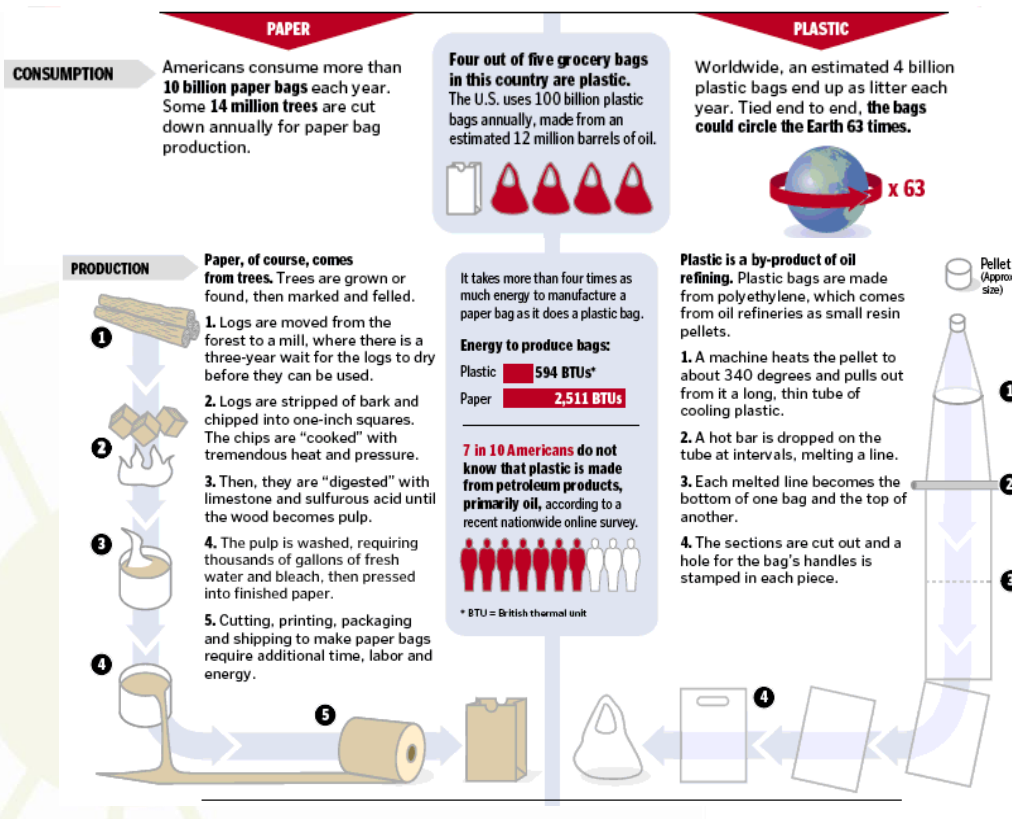 PAPER
PLASTIC
CONSUMPTION
Americans consume more than
10 billion paper bags each year.
Some 14 million trees are cut
down annually for paper bag
production.
Four out of five grocery bags
in this country are plastic.
The U.S. uses 100 billion plastic
bags annually, made from an
estimated 12 million barrels of oil.
Worldwide, an estimated 4 billion
plastic bags end up as litter each
year. Tied end to end, the bags
could circle the Earth 63 times.
x 63
PRODUCTION
Paper, of course, comes
from trees. Trees are grown or
found, then marked and felled.
1. Logs are moved from the
forest to a mill, where there is a
three-year wait for the logs to dry
before they can be used.
2. Logs are stripped of bark and
chipped into one-inch squares.
The chips are “cooked” with
tremendous heat and pressure.
3. Then, they are “digested” with
limestone and sulfurous acid until
the wood becomes pulp.
4. The pulp is washed, requiring
thousands of gallons of fresh
water and bleach, then pressed
into finished paper.
5. Cutting, printing, packaging
and shipping to make paper bags
require additional time, labor and
energy.
1
2
3
4
5
It takes more than four times as
much energy to manufacture a
paper bag as it does a plastic bag.
Energy to produce bags:
Plastic 594 BTUs*
Paper 2,511 BTUs
7 in 10 Americans do not
know that plastic is made
from petroleum products,
primarily oil, according to a
recent nationwide online survey.
* BTU = British thermal unit
Plastic is a by-product of oil
refining. Plastic bags are made
from polyethylene, which comes
from oil refineries as small resin
pellets.
1. A machine heats the pellet to
about 340 degrees and pulls out
from it a long, thin tube of
cooling plastic.
2. A hot bar is dropped on the
tube at intervals, melting a line.
3. Each melted line becomes the
bottom of one bag and the top of
another.
4. The sections are cut out and a
hole for the bag’s handles is
stamped in each piece.
Pellet
size)
1
2
3
4